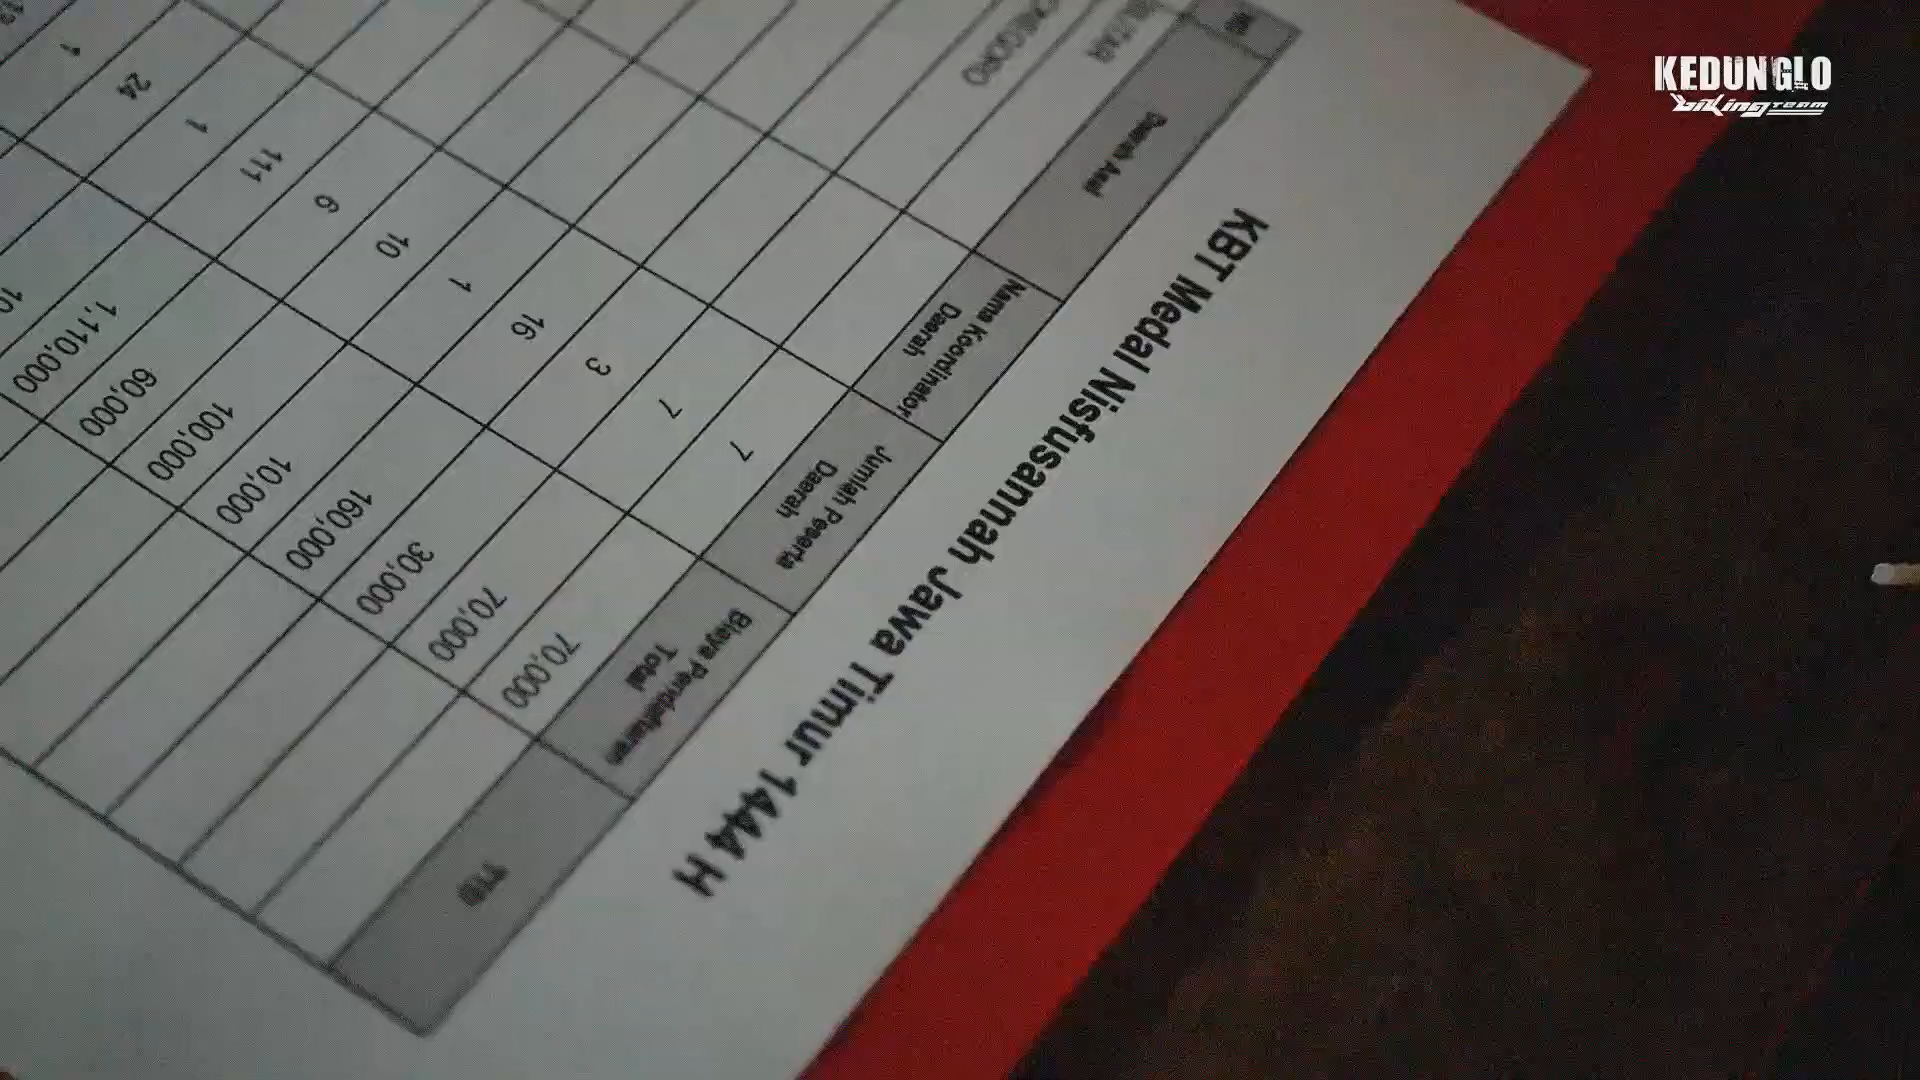 KEDUNGLO
biking TEAM
KBT Medal Nisfusannah Jawa Timur 1444 H
NO
Daerah Asal
Nama Koordinator
Daerah
Jumlah Peserta
Daerah
Biaya Pendaftaran
Total
TTD
7 70,000
7 70,000
3 30,000
16 160,000
1 10,000
10 100,000
6 60,000
111 1,110,000
1
24
1